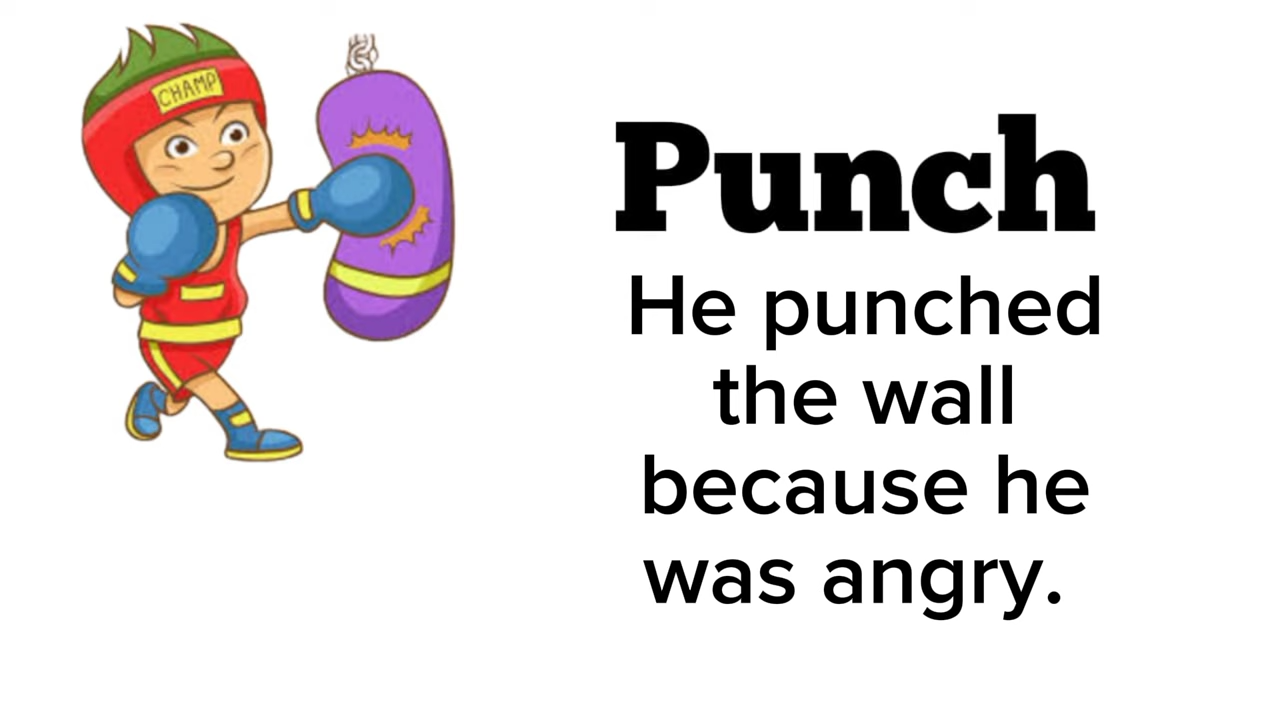 CHAMP
Punch
He punched
the wall
because he
was angry.